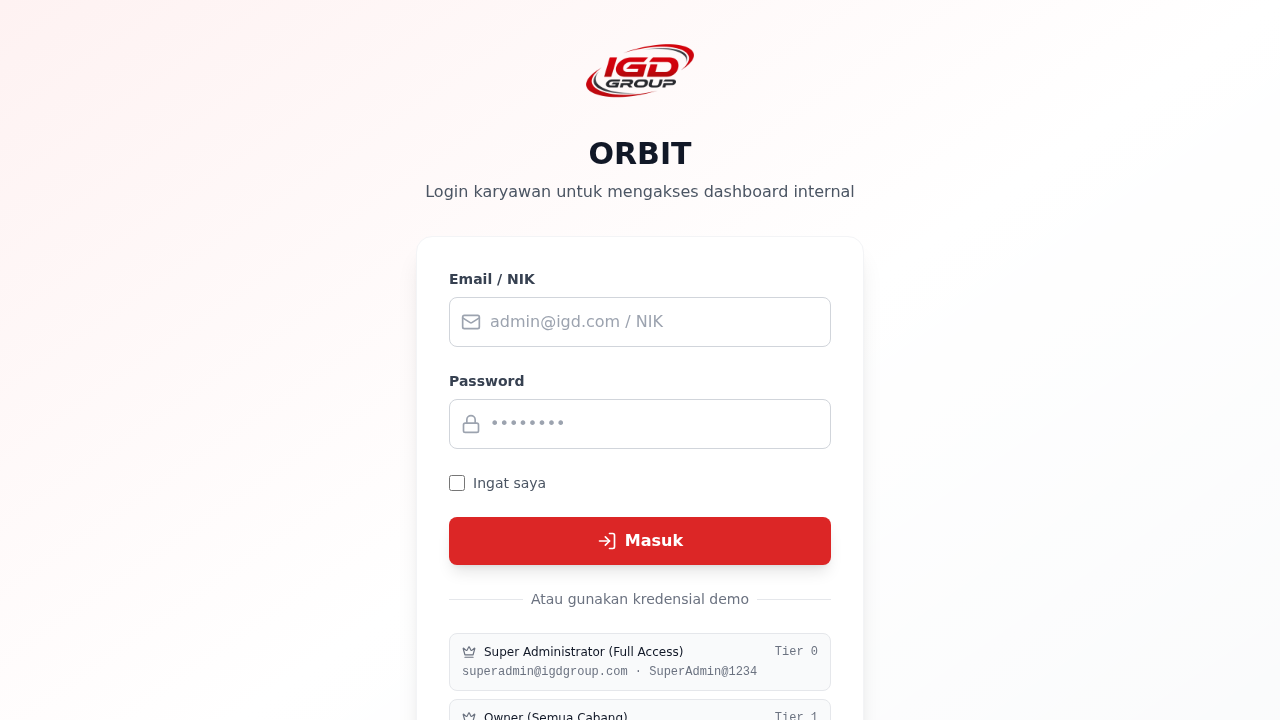 IGD
GROUP
ORBIT
Login karyawan untuk mengakses dashboard internal
Email / NIK
admin@igd.com / NIK
Password
••••••••
Ingat saya
Masuk
Atau gunakan kredensial demo
Super Administrator (Full Access) Tier 0
superadmin@igdgroup.com · SuperAdmin@1234
Owner (Semua Cabang) Tier 1